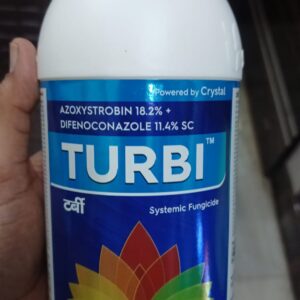 Powered by Crystal
AZOXYSTROBIN 18.2% +
DIFENOCONAZOLE 11.4% SC
TURBI™
टर्बी
Systemic Fungicide